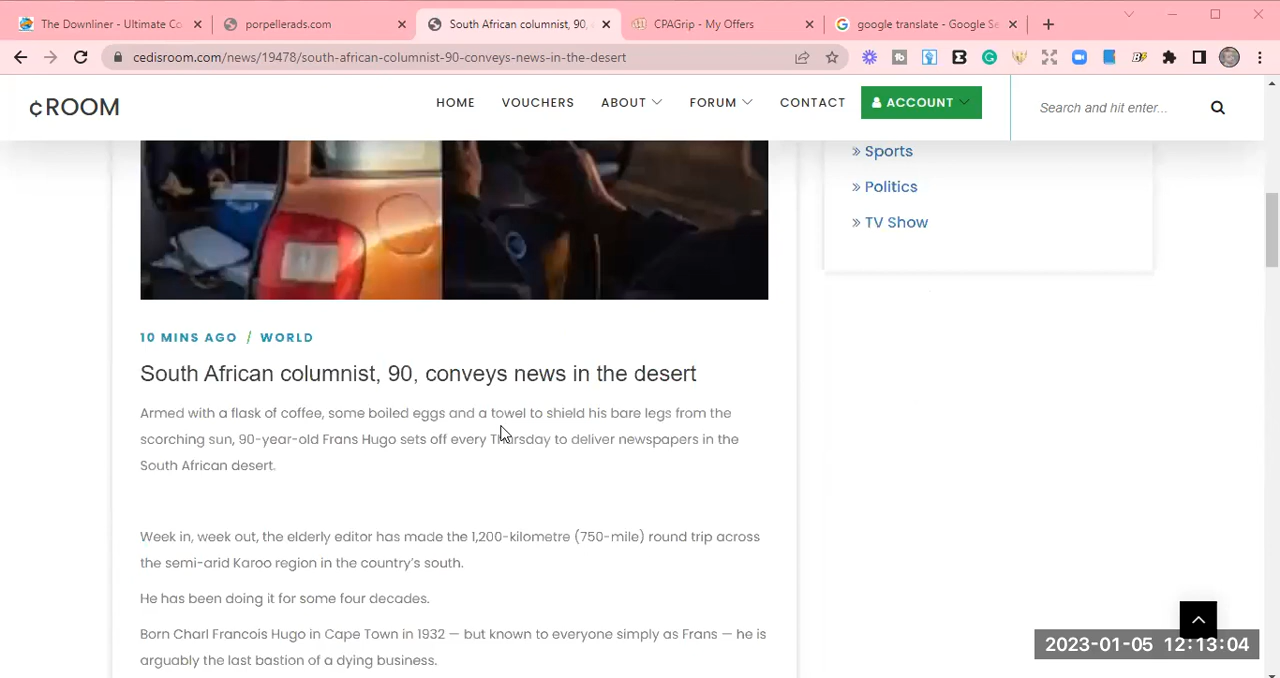 The Downliner - Ultimate Co
porpellerads.com
South African columnist, 90,
CPAGrip - My Offers
google translate - Google Se
cedisroom.com/news/19478/south-african-columnist-90-conveys-news-in-the-desert
¢ROOM
HOME
VOUCHERS
ABOUT
FORUM
CONTACT
ACCOUNT
Search and hit enter...
» Sports
» Politics
» TV Show
10 MINS AGO / WORLD
South African columnist, 90, conveys news in the desert
Armed with a flask of coffee, some boiled eggs and a towel to shield his bare legs from the
scorching sun, 90-year-old Frans Hugo sets off every Thursday to deliver newspapers in the
South African desert.
Week in, week out, the elderly editor has made the 1,200-kilometre (750-mile) round trip across
the semi-arid Karoo region in the country's south.
He has been doing it for some four decades.
Born Charl Francois Hugo in Cape Town in 1932 — but known to everyone simply as Frans — he is
arguably the last bastion of a dying business.
2023-01-05 12:13:04